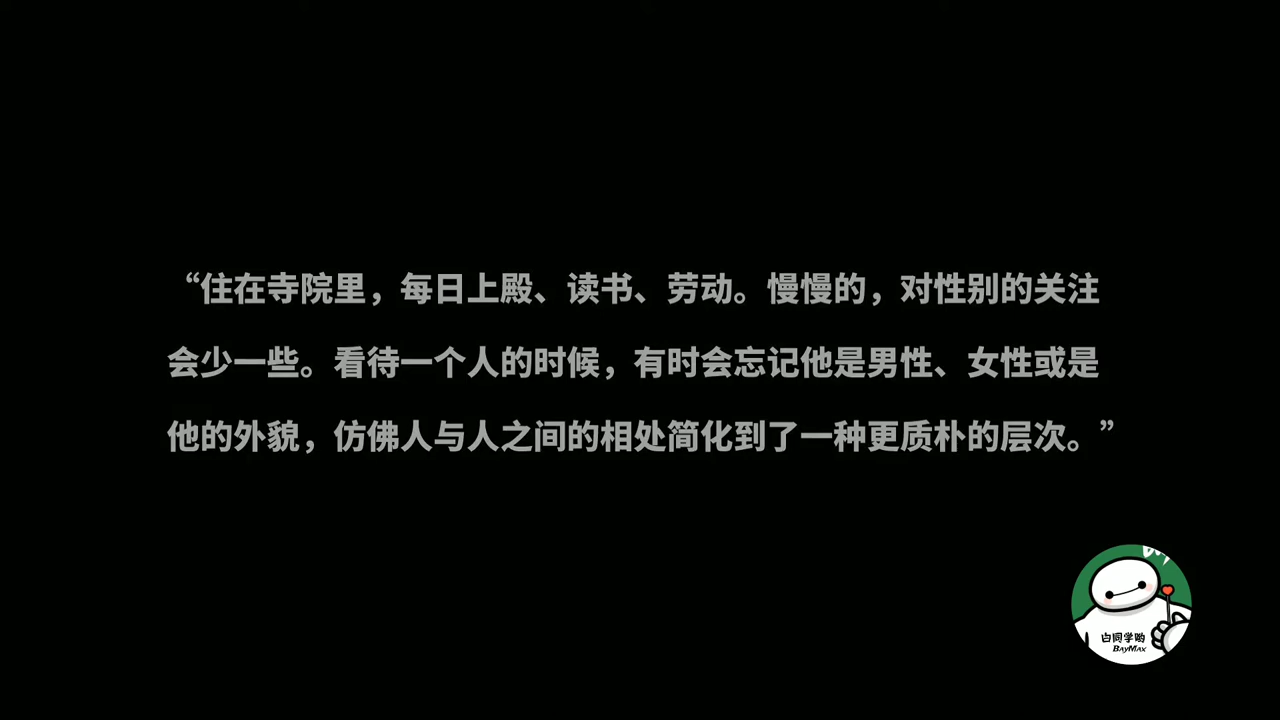 “住在寺院里，每日上殿、读书、劳动。慢慢的，对性别的关注
会少一些。看待一个人的时候，有时会忘记他是男性、女性或是
他的外貌，仿佛人与人之间的相处简化到了一种更质朴的层次。”
白同学哟
BAYMAX